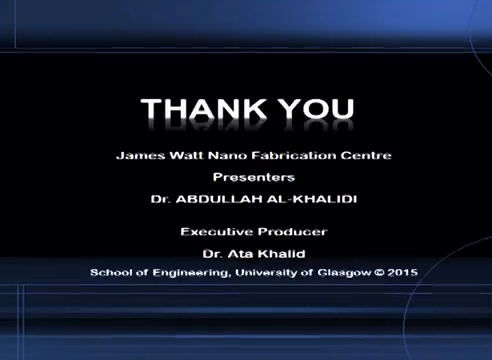 THANK YOU
James Watt Nano Fabrication Centre
Presenters
Dr. ABDULLAH AL-KHALIDI
Executive Producer
Dr. Ata Khalid
School of Engineering, University of Glasgow © 2015